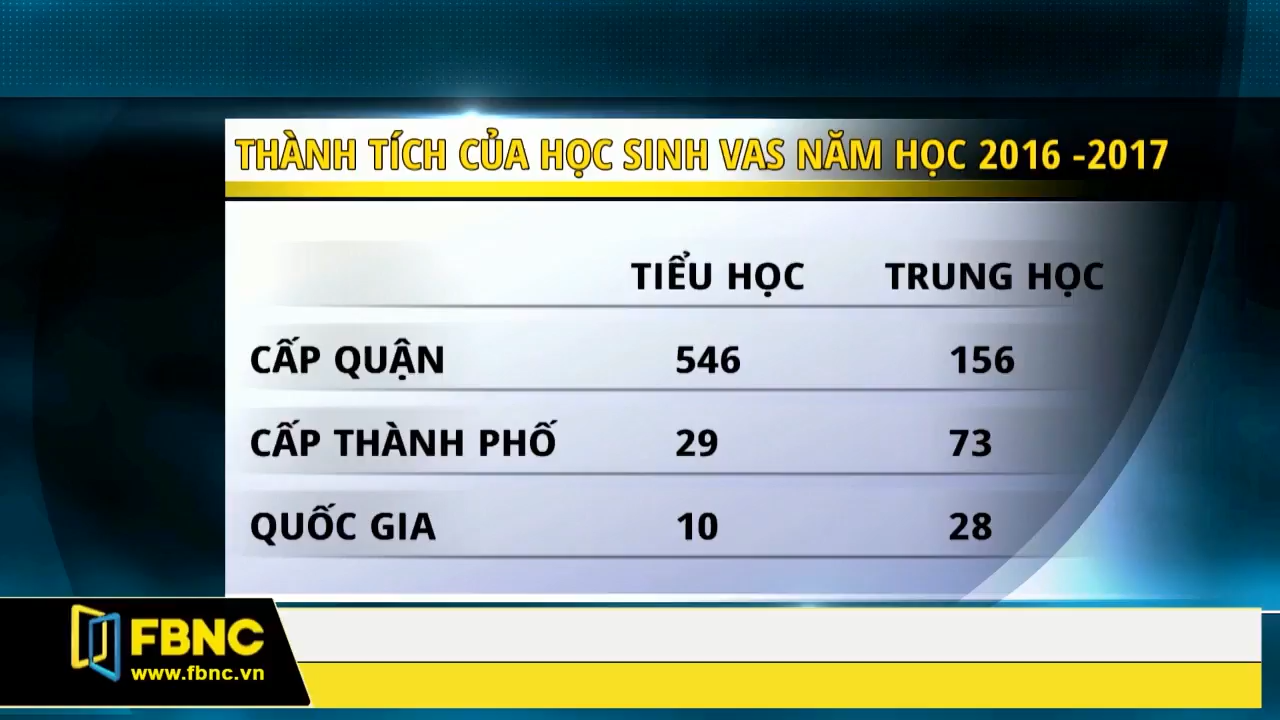 THÀNH TÍCH CỦA HỌC SINH VAS NĂM HỌC 2016 -2017
TIỂU HỌC TRUNG HỌC
CẤP QUẬN 546 156
CẤP THÀNH PHỐ 29 73
QUỐC GIA 10 28
FBNC
www.fbnc.vn